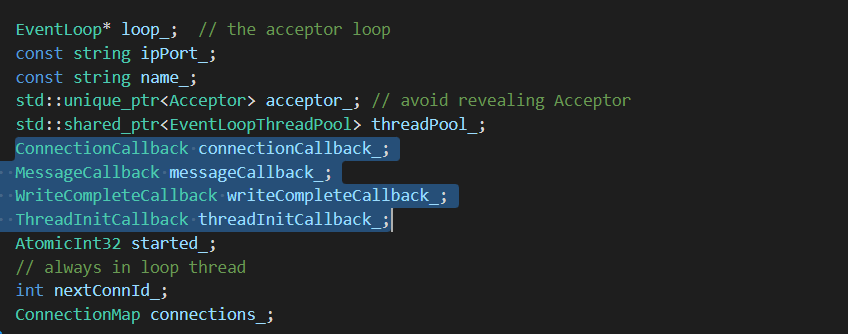 EventLoop* loop_;  // the acceptor loop
const string ipPort_;
const string name_;
std::unique_ptr<Acceptor> acceptor_; // avoid revealing Acceptor
std::shared_ptr<EventLoopThreadPool> threadPool_;
ConnectionCallback connectionCallback_;
MessageCallback messageCallback_;
WriteCompleteCallback writeCompleteCallback_;
ThreadInitCallback threadInitCallback_;
AtomicInt32 started_;
// always in loop thread
int nextConnId_;
ConnectionMap connections_;